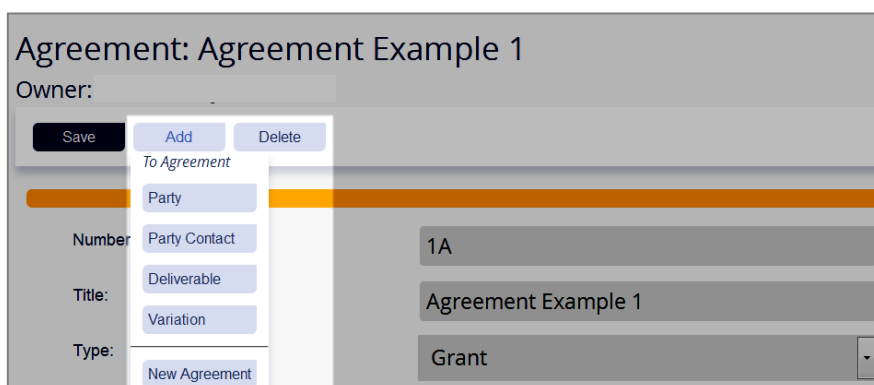 Agreement: Agreement Example 1
Owner:
Save Add Delete
To Agreement
Party
Number Party Contact 1A
Deliverable
Title: Agreement Example 1
Variation
Type: Grant
New Agreement